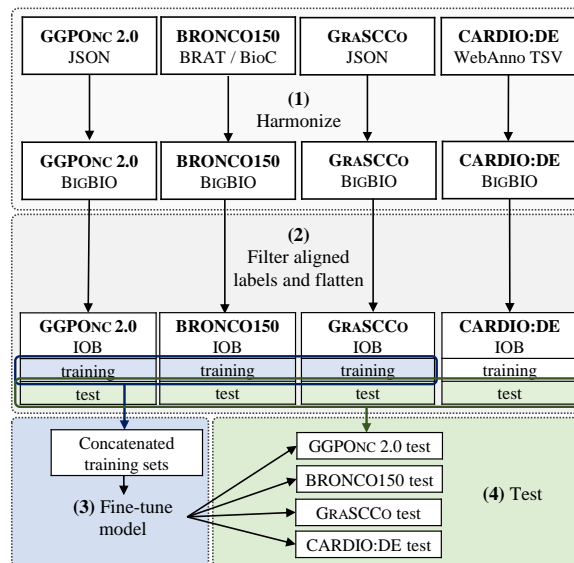 GGPONC 2.0 BRONCO150 GRASCCO CARDIO:DE
JSON BRAT / BioC JSON WebAnno TSV
(1)
Harmonize
GGPONC 2.0 BRONCO150 GRASCCO CARDIO:DE
BIGBIO BIGBIO BIGBIO BIGBIO
(2)
Filter aligned
labels and flatten
GGPONC 2.0 BRONCO150 GRASCCO CARDIO:DE
IOB IOB IOB IOB
training training training training
test test test test
Concatenated
training sets
(3) Fine-tune
model
GGPONC 2.0 test
BRONCO150 test
GRASCCO test
CARDIO:DE test
(4) Test